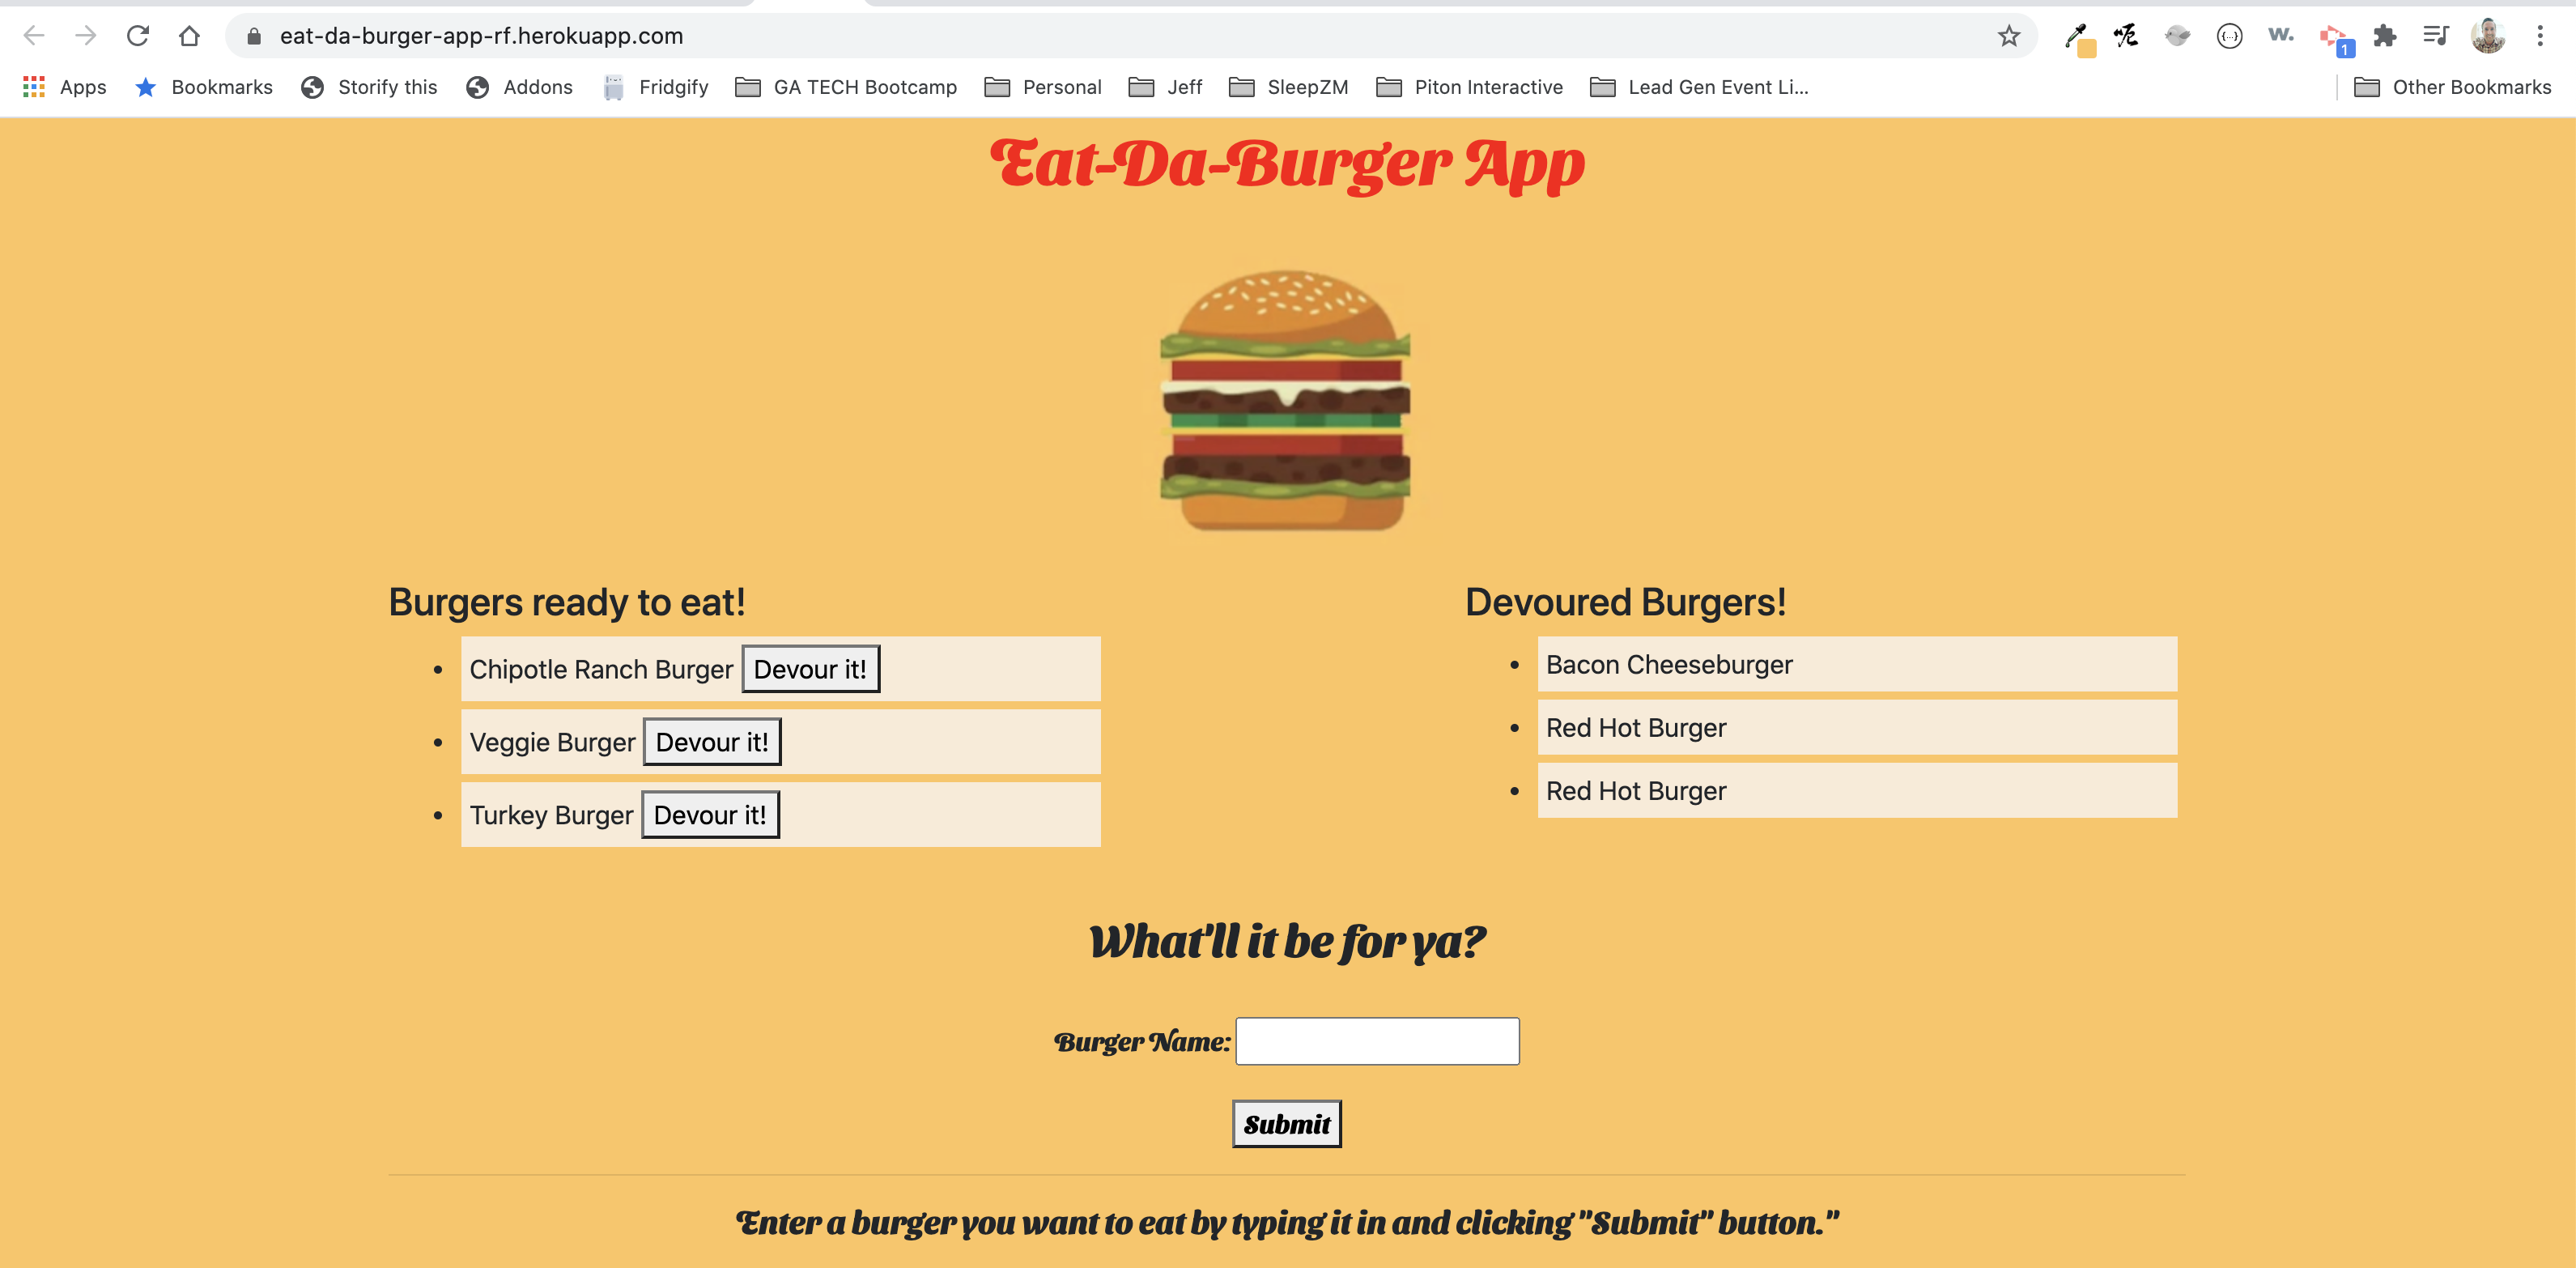 eat-da-burger-app-rf.herokuapp.com
1
Apps Bookmarks Storify this Addons Fridgify GA TECH Bootcamp Personal Jeff SleepZM Piton Interactive Lead Gen Event Li... Other Bookmarks
Eat-Da-Burger App
Burgers ready to eat!
Chipotle Ranch Burger Devour it!
Veggie Burger Devour it!
Turkey Burger Devour it!
Devoured Burgers!
Bacon Cheeseburger
Red Hot Burger
Red Hot Burger
What'll it be for ya?
Burger Name:
Submit
Enter a burger you want to eat by typing it in and clicking "Submit" button."